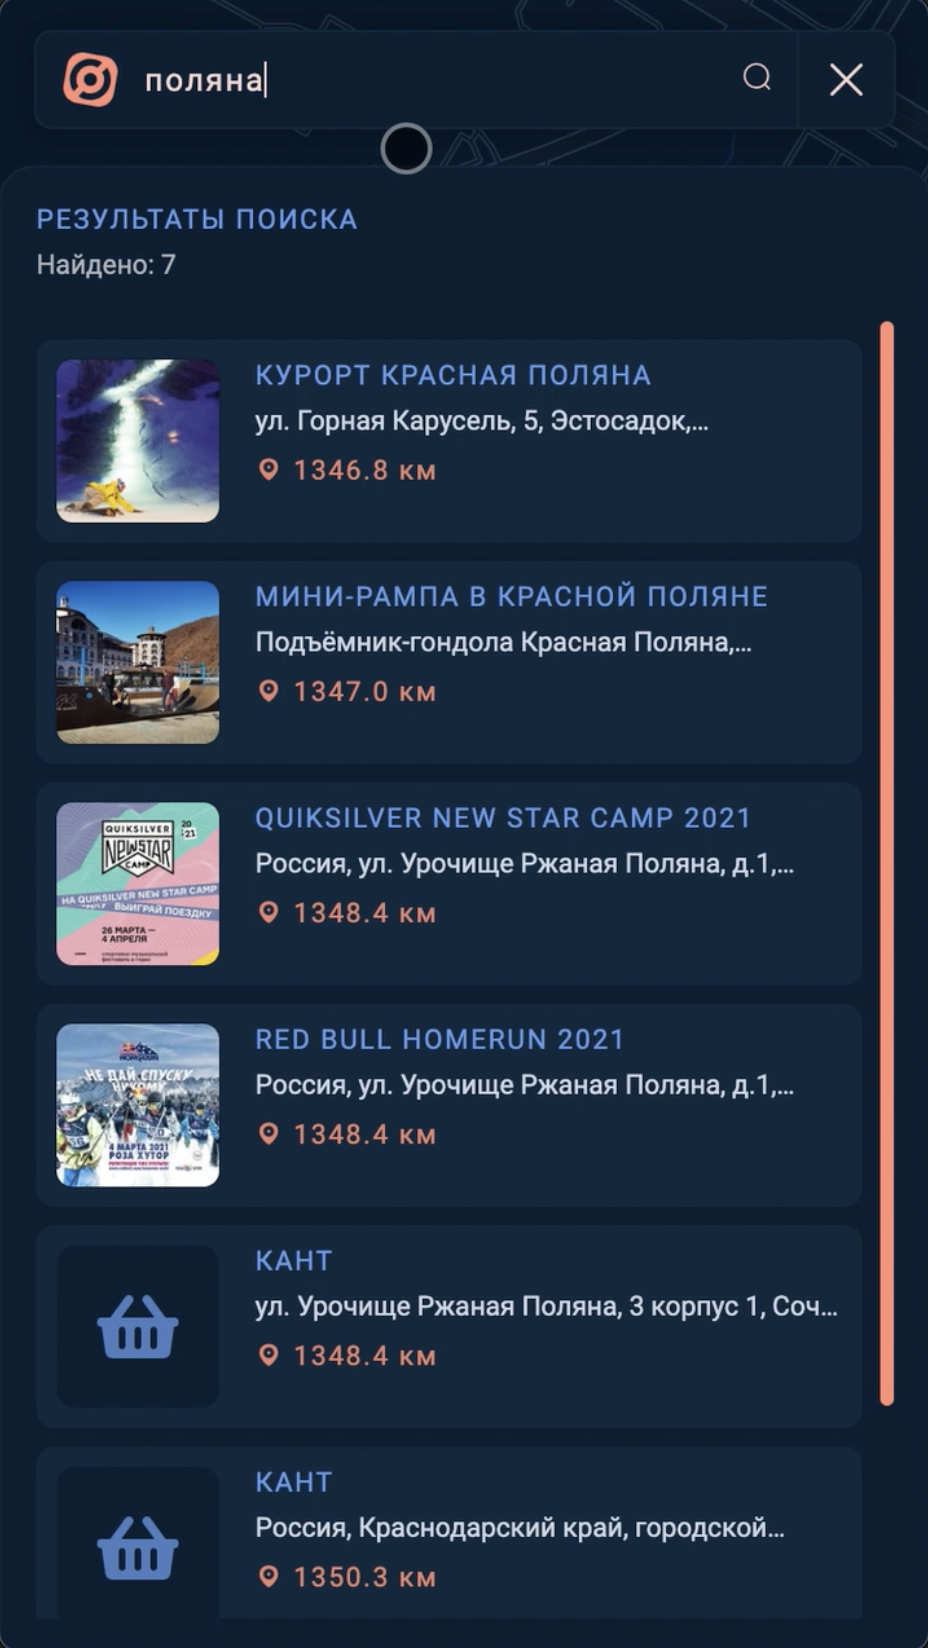 поляна
РЕЗУЛЬТАТЫ ПОИСКА
Найдено: 7
КУРОРТ КРАСНАЯ ПОЛЯНА
ул. Горная Карусель, 5, Эстосадок,...
1346.8 км
МИНИ-РАМПА В КРАСНОЙ ПОЛЯНЕ
Подъёмник-гондола Красная Поляна,...
1347.0 км
QUIKSILVER NEW STAR CAMP 2021
Россия, ул. Урочище Ржаная Поляна, д.1,...
1348.4 км
QUIKSILVER
20
21
NEW STAR
CAMP
НА QUIKSILVER NEW STAR CAMP
ВЫИГРАЙ ПОЕЗДКУ
26 МАРТА —
4 АПРЕЛЯ
RED BULL HOMERUN 2021
Россия, ул. Урочище Ржаная Поляна, д.1,...
1348.4 км
НЕ ДАЙ СПУСКУ
НИКОМУ
4 МАРТА 2021
РОЗА ХУТОР
КАНТ
ул. Урочище Ржаная Поляна, 3 корпус 1, Соч...
1348.4 км
КАНТ
Россия, Краснодарский край, городской...
1350.3 км